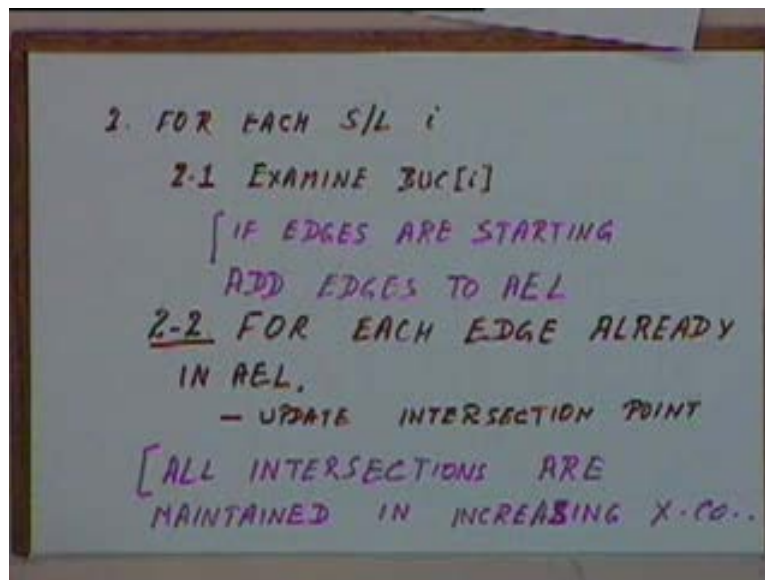 2. FOR EACH S/L i
2.1 EXAMINE BUC[i]
[IF EDGES ARE STARTING
ADD EDGES TO AEL
2-2 FOR EACH EDGE ALREADY
IN AEL.
- UPDATE INTERSECTION POINT
[ALL INTERSECTIONS ARE
MAINTAINED IN INCREASING X-CO..